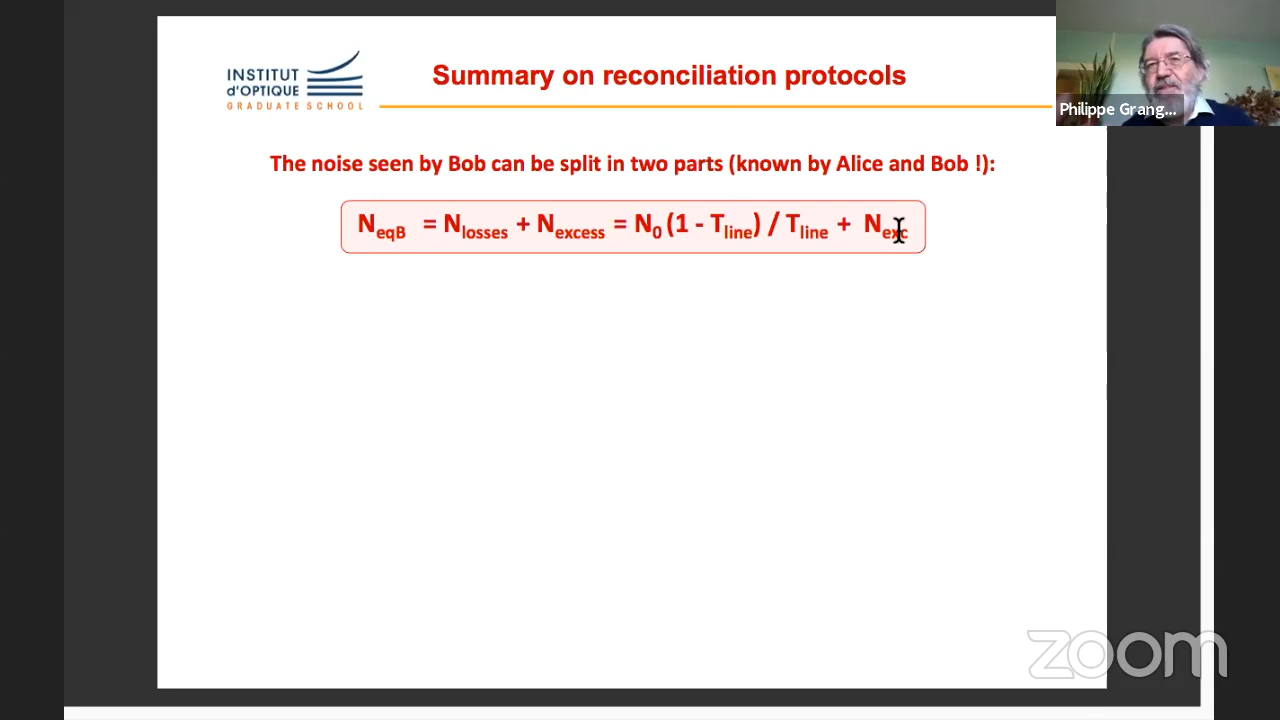 INSTITUT
d'OPTIQUE
GRADUATE SCHOOL
Summary on reconciliation protocols
Philippe Grang...
The noise seen by Bob can be split in two parts (known by Alice and Bob !):
NeqB = Nlosses + Nexcess = N0 (1 - Tline) / Tline + Nexc
zoom